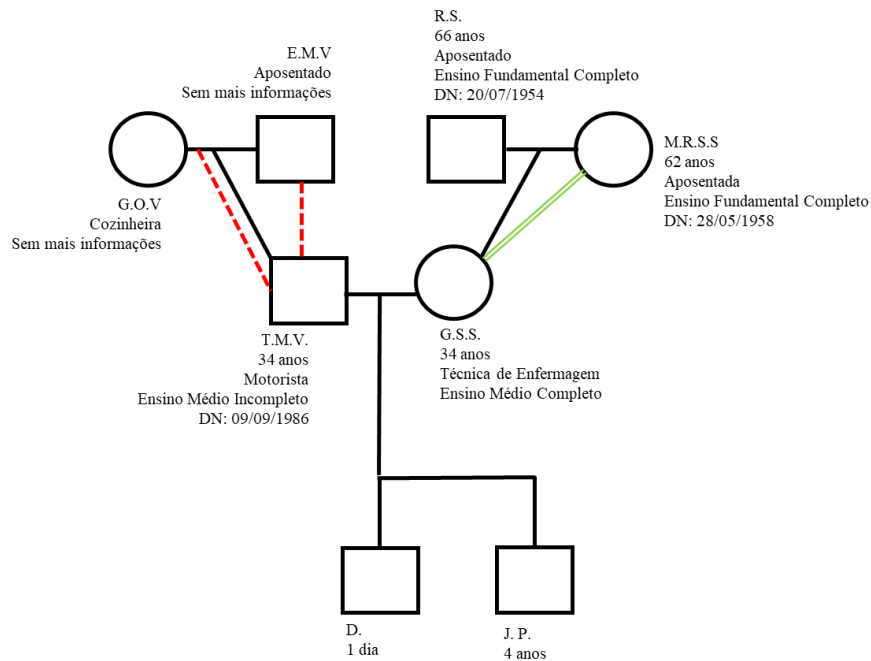 R.S.
66 anos
Aposentado
Ensino Fundamental Completo
DN: 20/07/1954
E.M.V
Aposentado
Sem mais informações
M.R.S.S
62 anos
Aposentada
Ensino Fundamental Completo
DN: 28/05/1958
G.O.V
Cozinheira
Sem mais informações
T.M.V.
34 anos
Motorista
Ensino Médio Incompleto
DN: 09/09/1986
G.S.S.
34 anos
Técnica de Enfermagem
Ensino Médio Completo
D.
1 dia
J. P.
4 anos